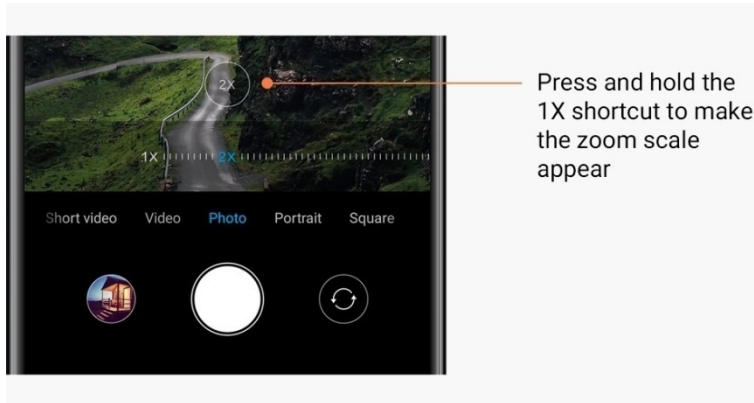 2X
Press and hold the
1X shortcut to make
the zoom scale
appear
1X 2X
Short video Video Photo Portrait Square